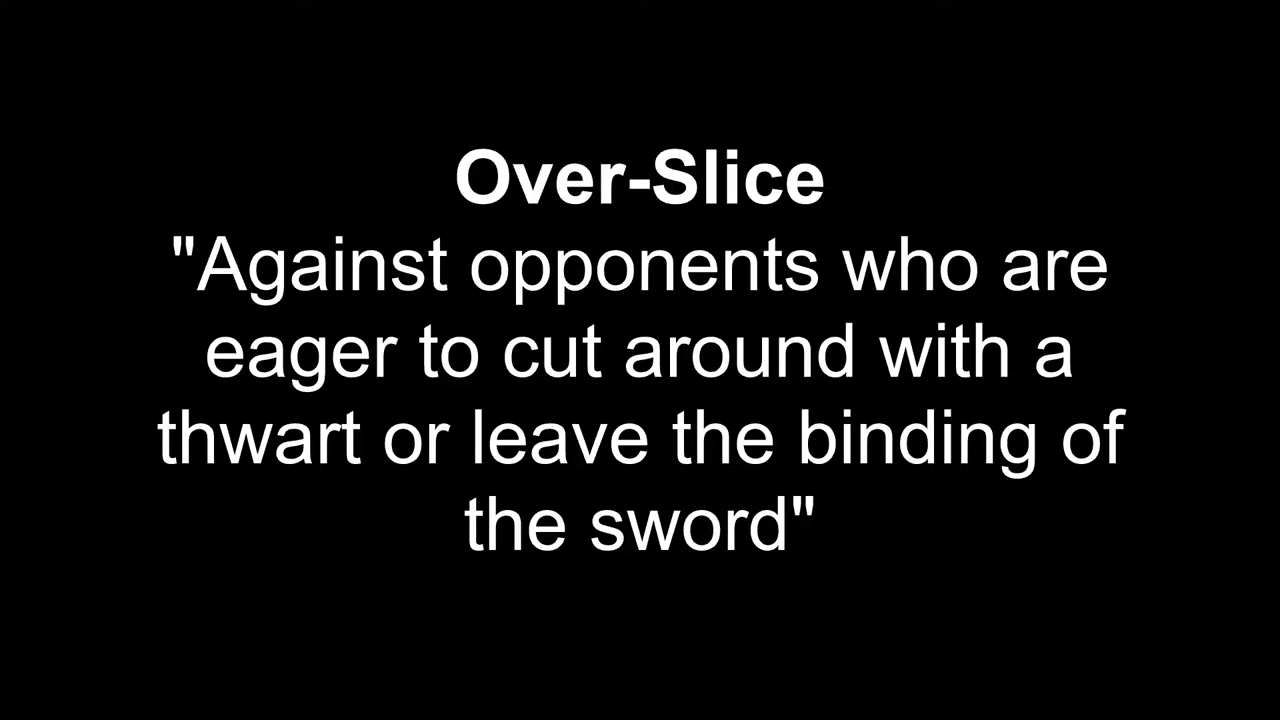 Over-Slice
"Against opponents who are
eager to cut around with a
thwart or leave the binding of
the sword"